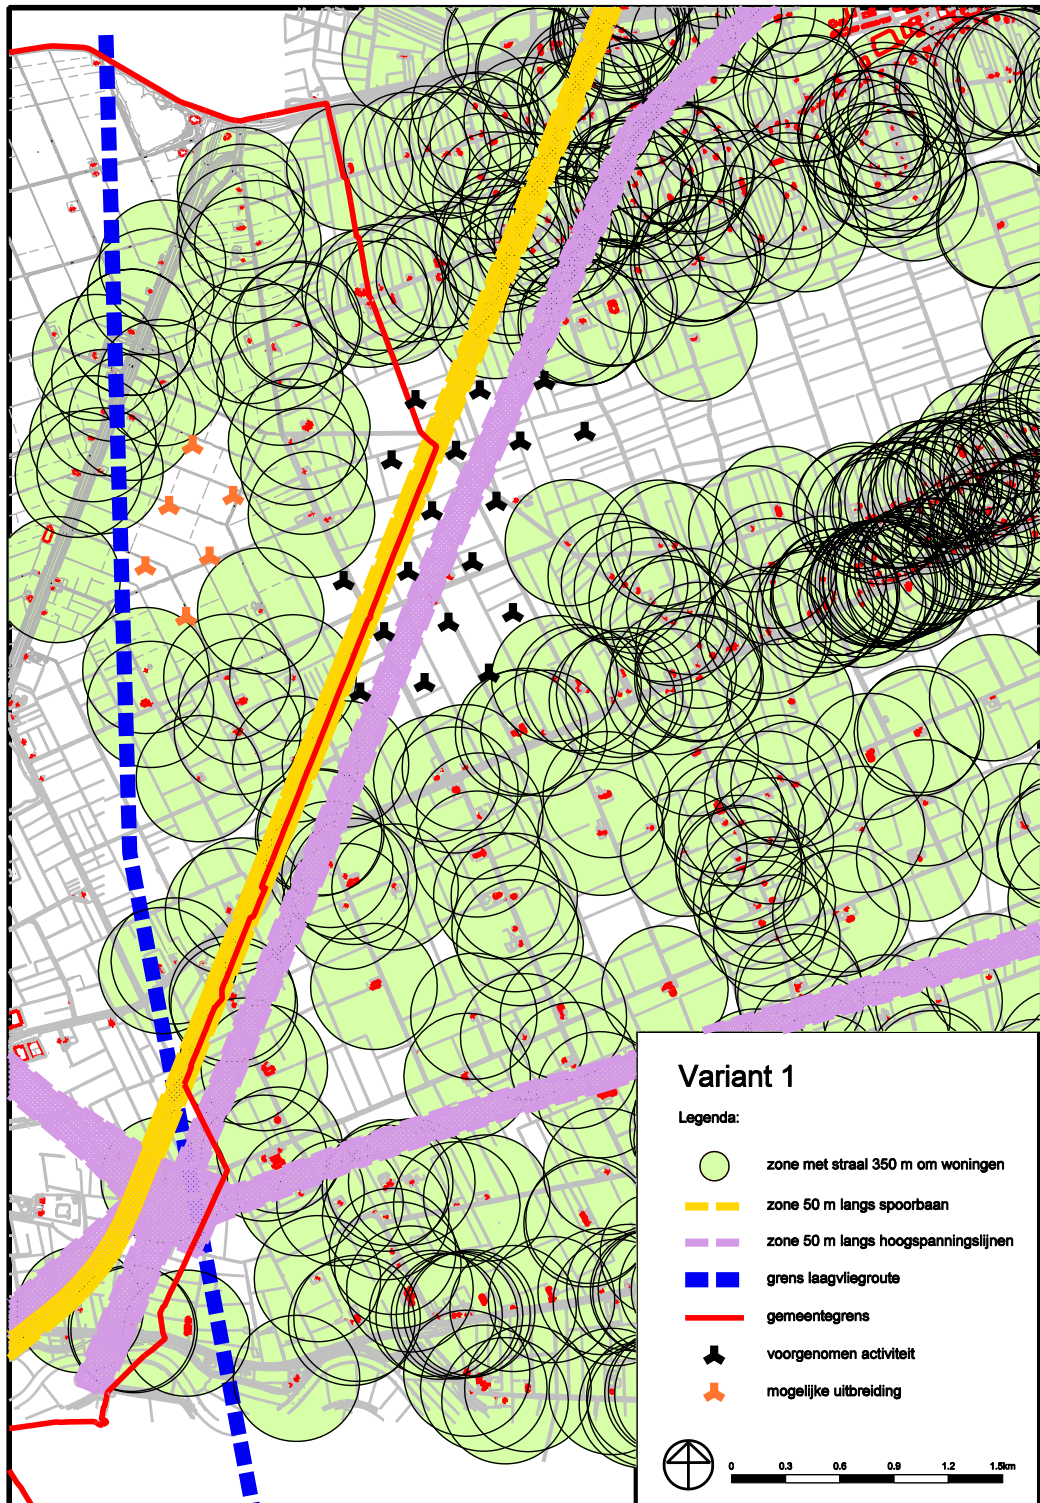 Variant 1
Legenda:
zone met straal 350 m om woningen
zone 50 m langs spoorbaan
zone 50 m langs hoogspanningslijnen
grens laagvliegroute
gemeentegrens
voorgenomen activiteit
mogelijke uitbreiding
0 0.3 0.6 0.9 1.2 1.5km